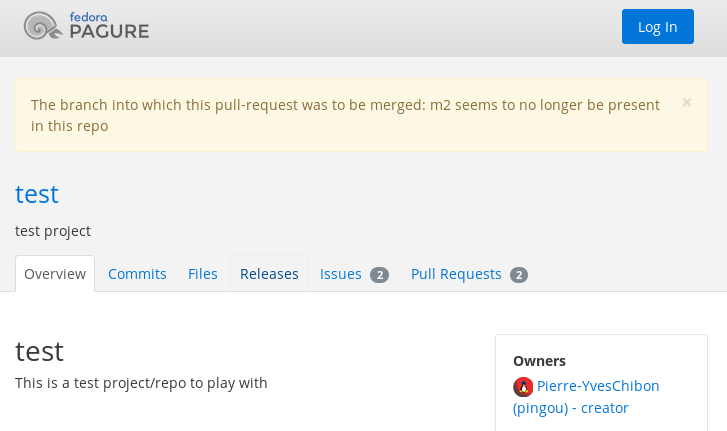 fedora
PAGURE
Log In
The branch into which this pull-request was to be merged: m2 seems to no longer be present
in this repo
×
test
test project
Overview Commits Files Releases Issues 2 Pull Requests 2
test
This is a test project/repo to play with
Owners
Pierre-YvesChibon
(pingou) - creator